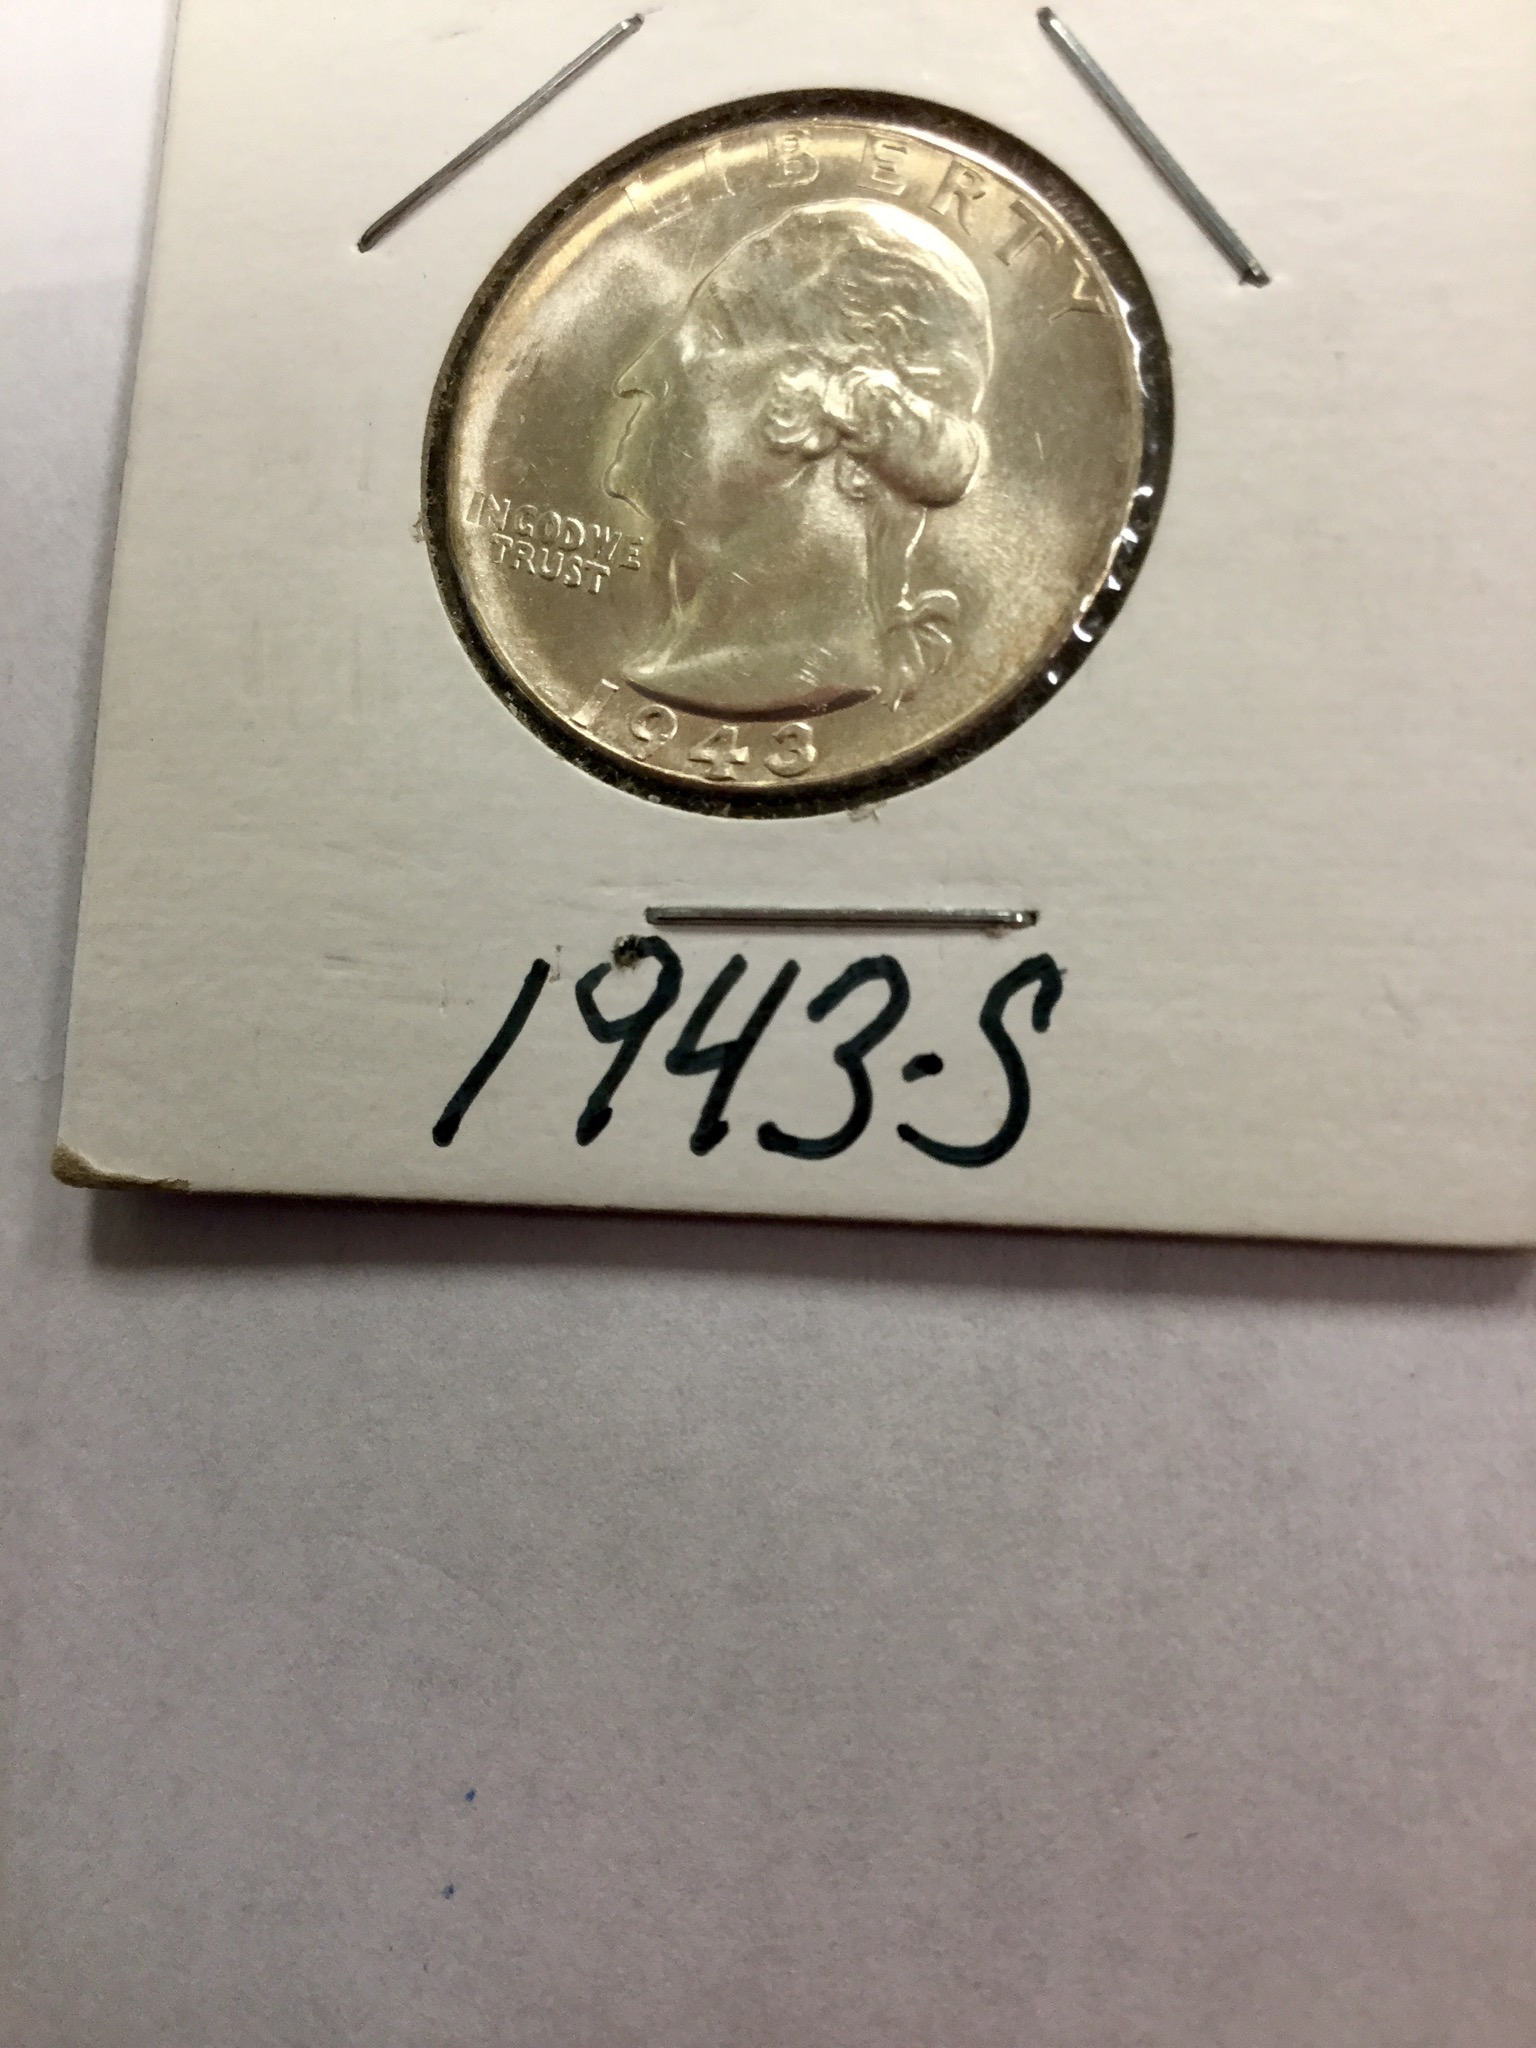 LIBERTY
IN GOD WE
TRUST
1943
1943.S